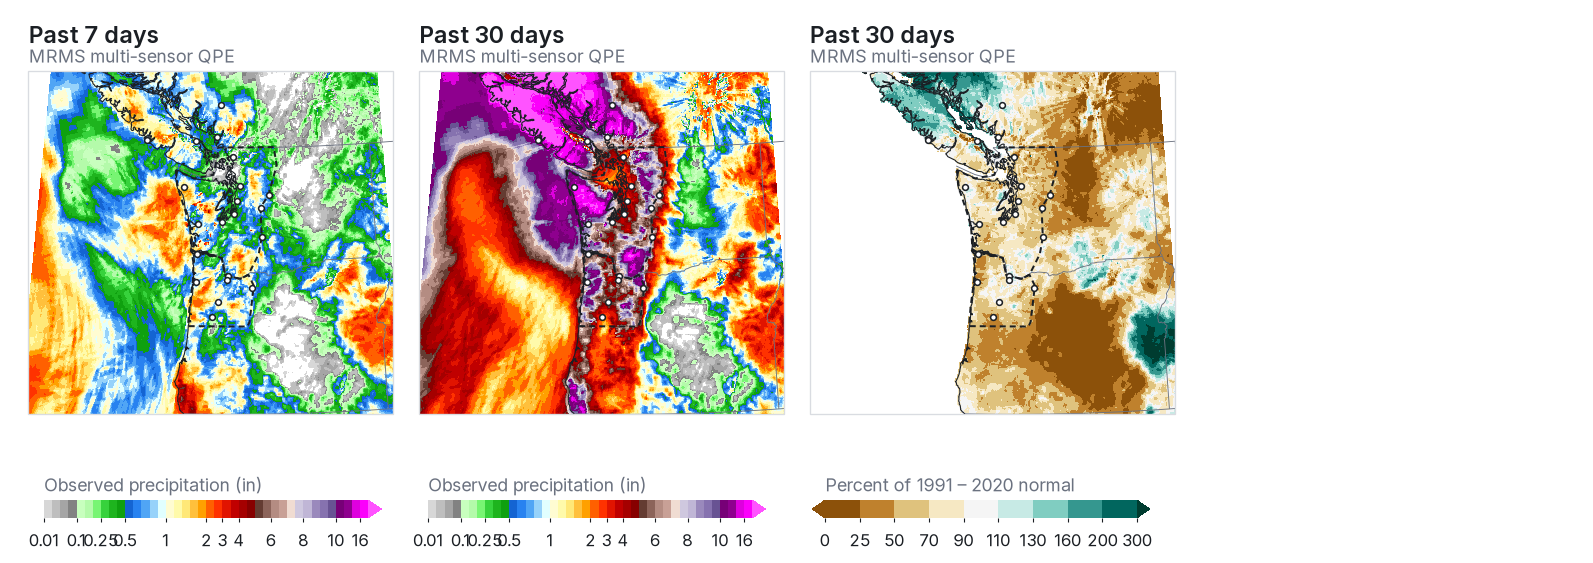 Past 7 days
MRMS multi-sensor QPE
Past 30 days
MRMS multi-sensor QPE
Past 30 days
MRMS multi-sensor QPE
Observed precipitation (in)
0.01 0.1 0.25 0.5 1 2 3 4 6 8 10 16
Observed precipitation (in)
0.01 0.1 0.25 0.5 1 2 3 4 6 8 10 16
Percent of 1991 – 2020 normal
0 25 50 70 90 110 130 160 200 300